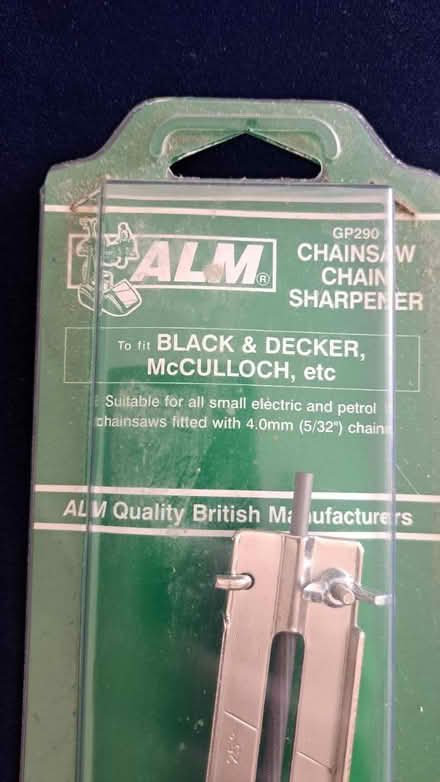 ALM®
GP290
CHAINSAW
CHAIN
SHARPENER
To fit BLACK & DECKER,
McCULLOCH, etc
Suitable for all small electric and petrol
chainsaws fitted with 4.0mm (5/32") chain
ALM Quality British Manufacturers
25°